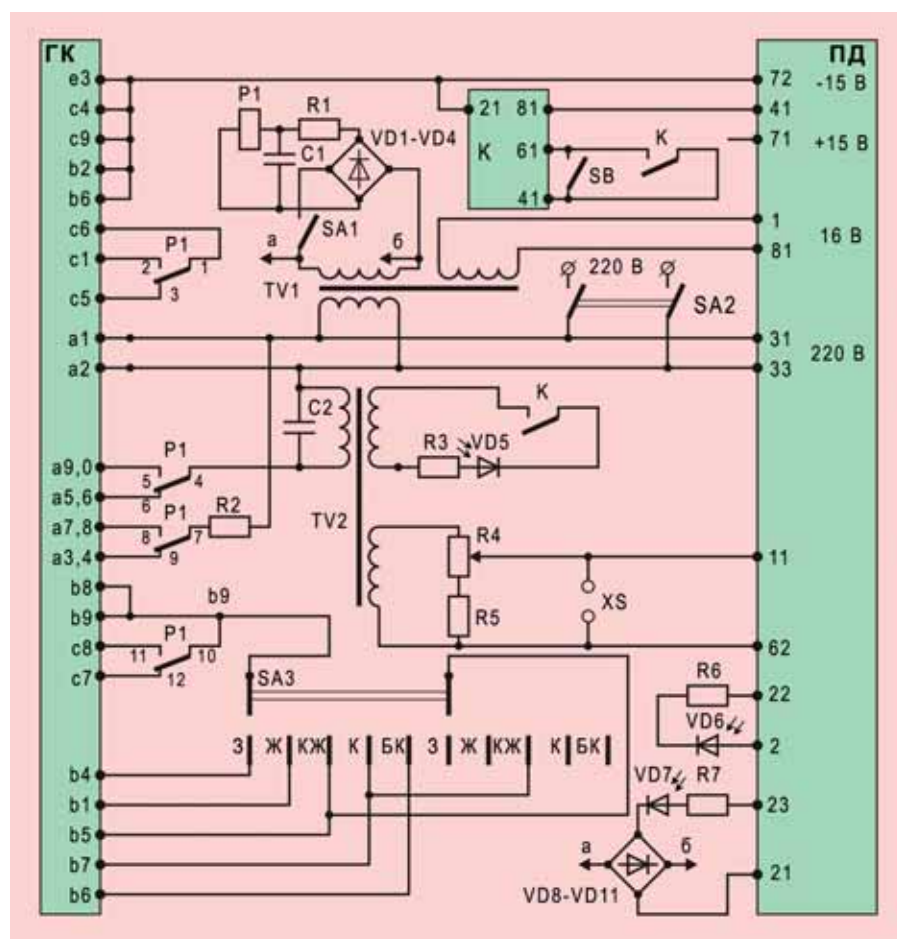 ГК
ПД
e3
c4
c9
b2
b6
c6
c1
c5
a1
a2
a9,0
a5,6
a7,8
a3,4
b8
b9
c8
c7
b4
b1
b5
b7
b6
P1
R1
C1
VD1-VD4
SA1
а
б
TV1
P1
2
1
3
21
81
K
61
41
SB
K
220 В
SA2
72
-15 В
41
71
+15 В
1
16 В
81
31
220 В
33
C2
K
R3
VD5
P1
5
4
6
P1
R2
8
7
9
TV2
R4
R5
XS
11
62
b9
P1
11
10
12
SA3
З Ж КЖ К БК З Ж КЖ К БК
R6
VD6
22
2
VD7
R7
23
а
б
VD8-VD11
21